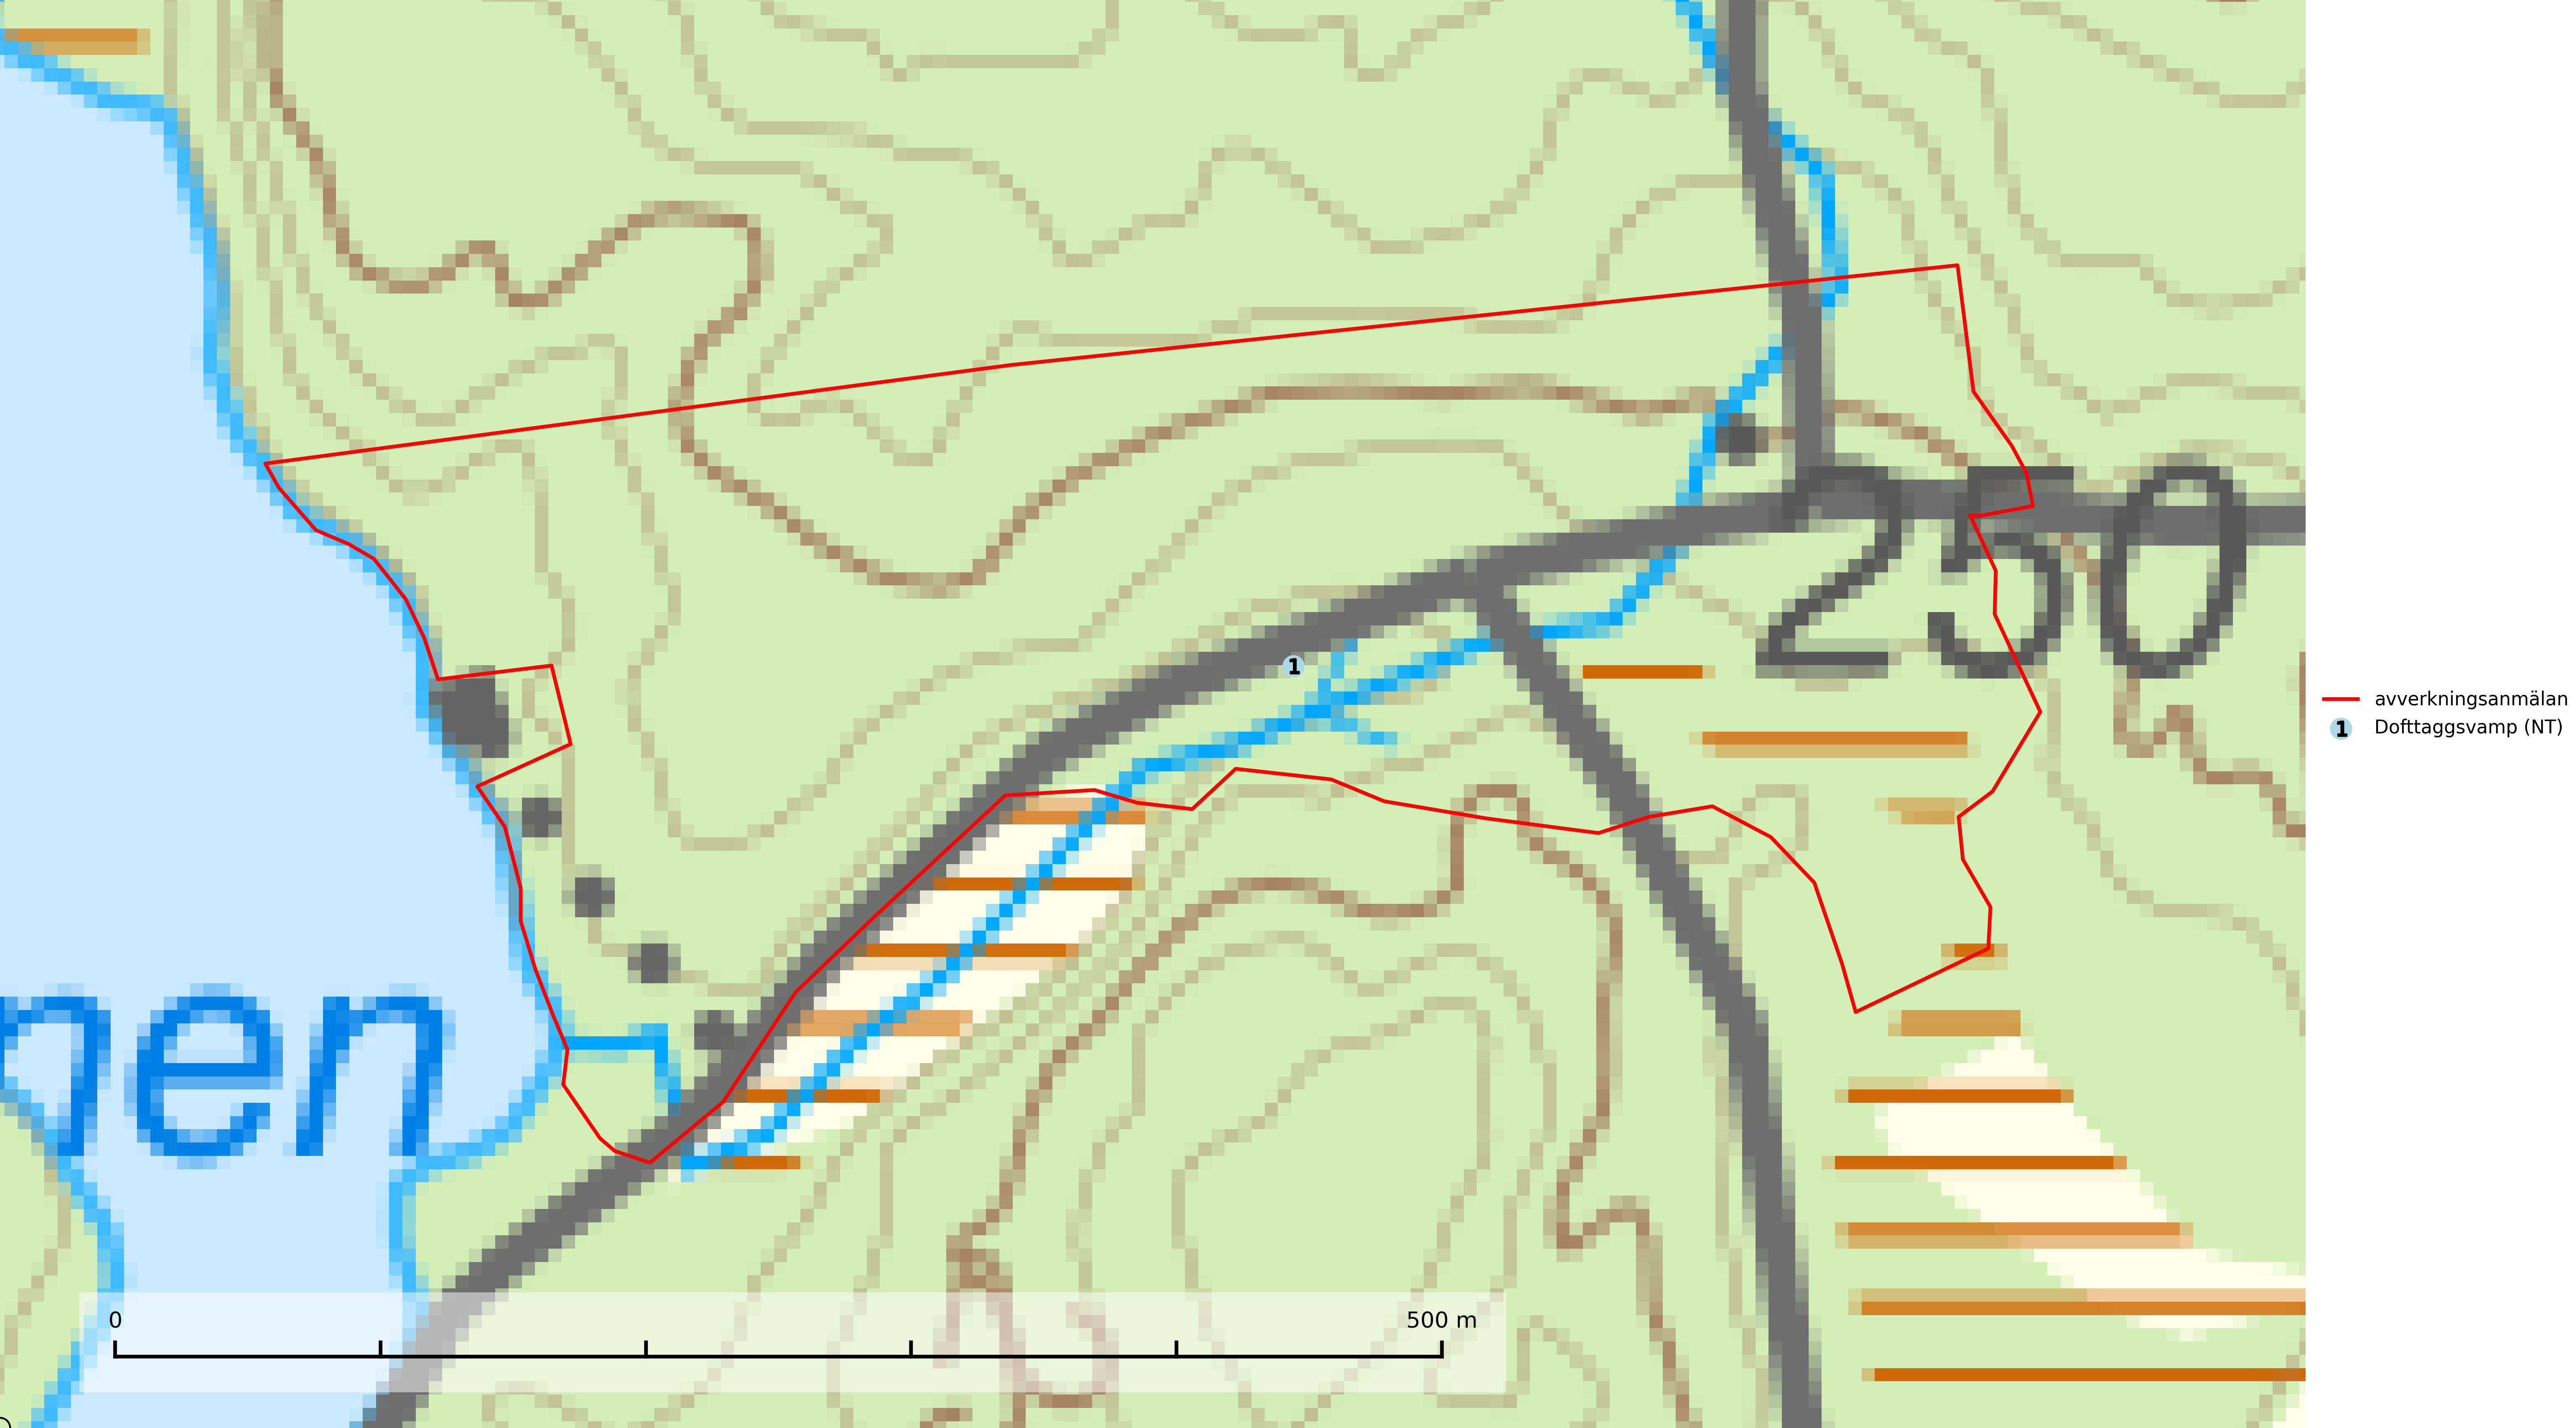 250
1
avverkningsanmälan
1 Dofttaggsvamp (NT)
nen
0 500 m